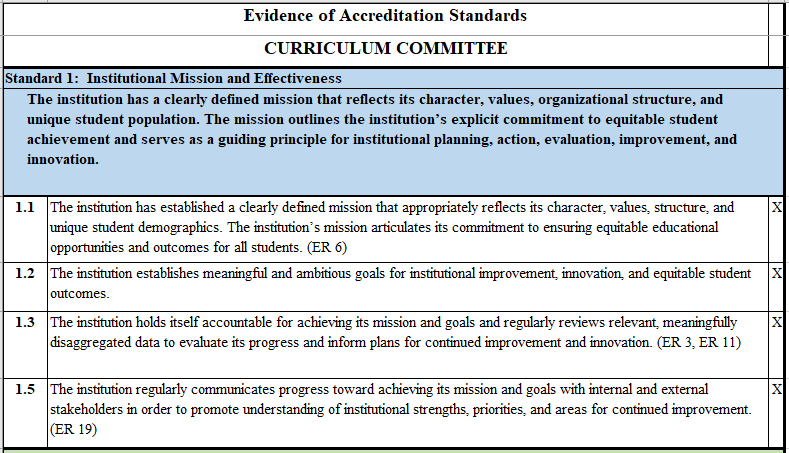 Evidence of Accreditation Standards
CURRICULUM COMMITTEE
Standard 1: Institutional Mission and Effectiveness
The institution has a clearly defined mission that reflects its character, values, organizational structure, and
unique student population. The mission outlines the institution's explicit commitment to equitable student
achievement and serves as a guiding principle for institutional planning, action, evaluation, improvement, and
innovation.
1.1 The institution has established a clearly defined mission that appropriately reflects its character, values, structure, and X
unique student demographics. The institution's mission articulates its commitment to ensuring equitable educational
opportunities and outcomes for all students. (ER 6)
1.2 The institution establishes meaningful and ambitious goals for institutional improvement, innovation, and equitable student X
outcomes.
1.3 The institution holds itself accountable for achieving its mission and goals and regularly reviews relevant, meaningfully X
disaggregated data to evaluate its progress and inform plans for continued improvement and innovation. (ER 3, ER 11)
1.5 The institution regularly communicates progress toward achieving its mission and goals with internal and external X
stakeholders in order to promote understanding of institutional strengths, priorities, and areas for continued improvement.
(ER 19)